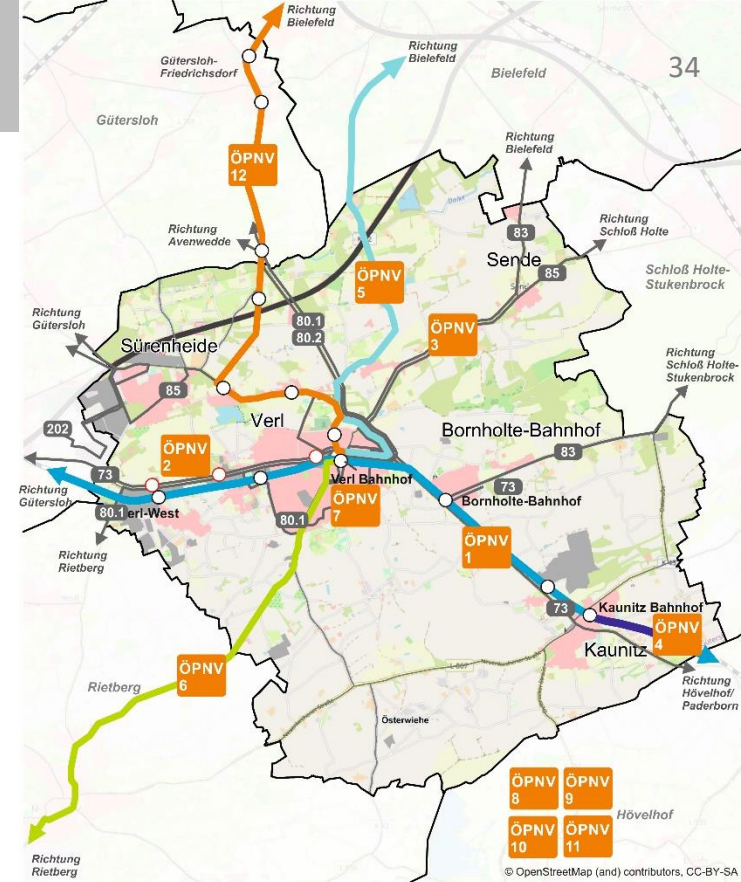 Richtung
Bielefeld
Gütersloh-
Friedrichsdorf
Richtung
Bielefeld
Bielefeld
34
Gütersloh
ÖPNV
12
Richtung
Bielefeld
Richtung
Avenwedde
83
Richtung
Schloß Holte
Sende
85
ÖPNV
5
Schloß Holte-
Stukenbrock
Richtung
Gütersloh
80.1
80.2
ÖPNV
3
Sürenheide
Richtung
Schloß Holte-
Stukenbrock
85
Verl
202
ÖPNV
2
Bornholte-Bahnhof
83
73
Verl Bahnhof
73
Richtung
Gütersloh
Bornholte-Bahnhof
80.1
erl-West
ÖPNV
7
80.1
Richtung
Rietberg
ÖPNV
1
73
Kaunitz Bahnhof
ÖPNV
4
Kaunitz
ÖPNV
6
Rietberg
Richtung
Hövelhof/
Paderborn
Österwiehe
ÖPNV
8
ÖPNV
9
Hövelhof
ÖPNV
10
ÖPNV
11
Richtung
Rietberg
© OpenStreetMap (and) contributors, CC-BY-SA